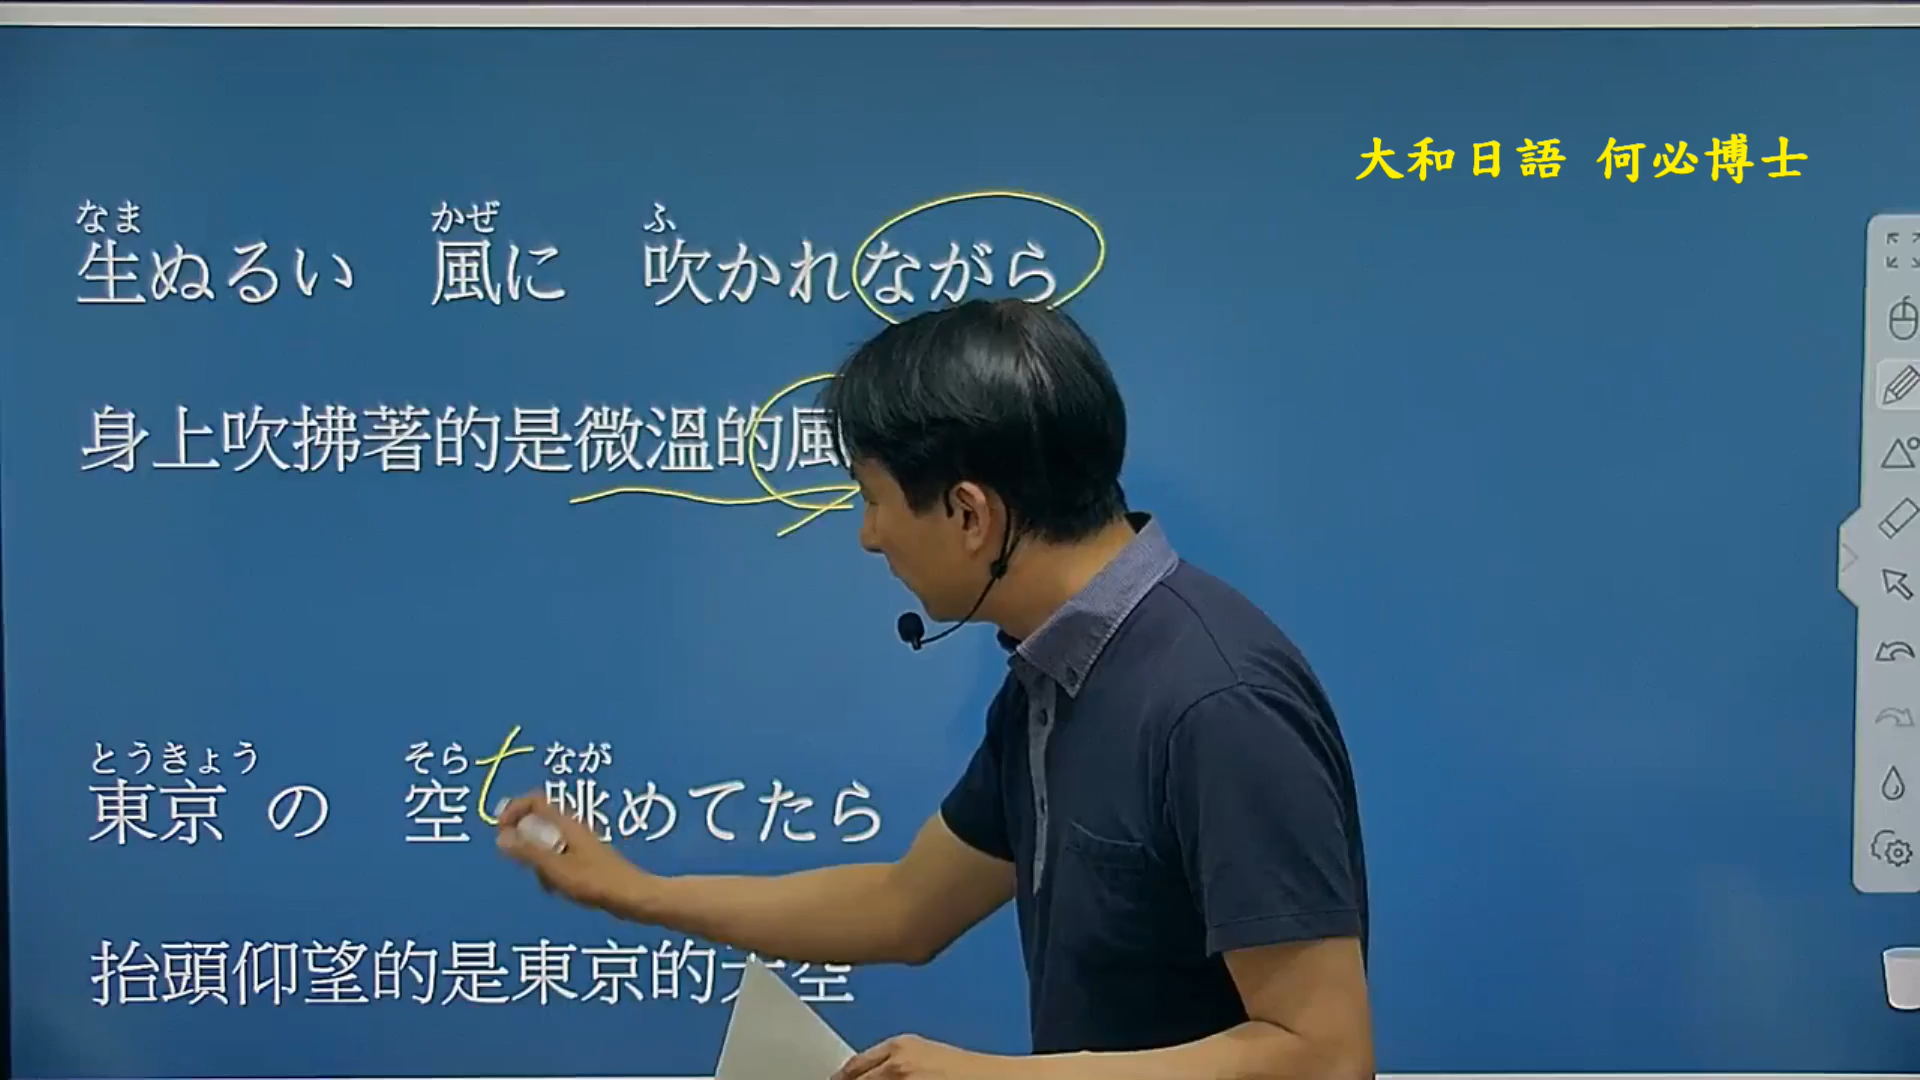 大和日語 何必博士
なま かぜ ふ
生ぬるい 風に 吹かれながら
身上吹拂著的是微溫的風
とうきょう そら なが
東京 の 空 眺めてたら
抬頭仰望的是東京的天空